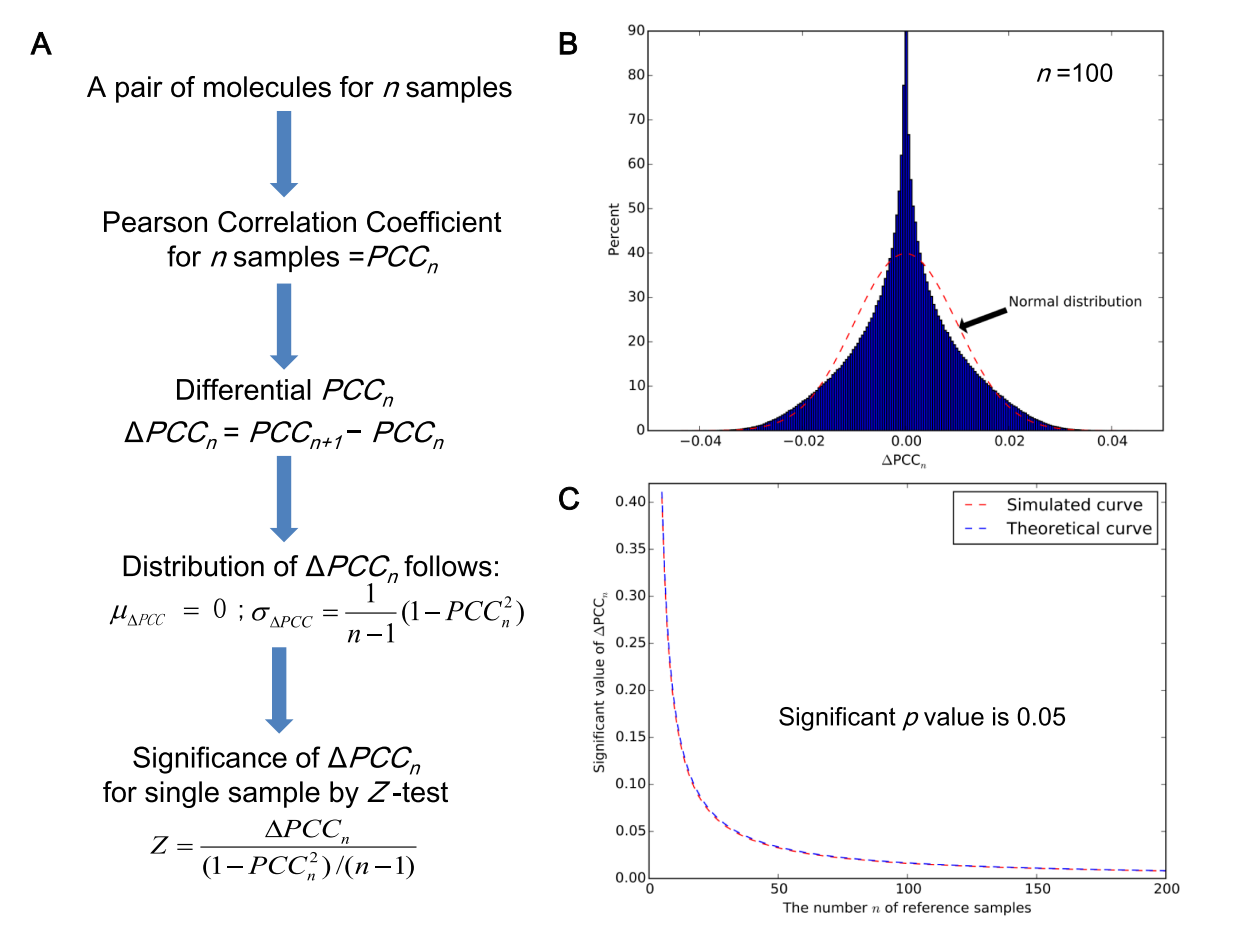 A
A pair of molecules for n samples
Pearson Correlation Coefficient
for n samples =PCCₙ
Differential PCCₙ
ΔPCCₙ = PCCₙ₊₁ − PCCₙ
Distribution of ΔPCCₙ follows:
μ_ΔPCC = 0 ; σ_ΔPCC = 1/(n−1) (1−PCCₙ²)
Significance of ΔPCCₙ
for single sample by Z-test
Z = ΔPCCₙ / ((1−PCCₙ²)/(n−1))
B
90
80
70
60
50
40
30
20
10
0
Percent
n=100
Normal distribution
−0.04
−0.02
0.00
0.02
0.04
ΔPCCₙ
C
0.40
0.35
0.30
0.25
0.20
0.15
0.10
0.05
0.00
Significant value of ΔPCCₙ
Simulated curve
Theoretical curve
Significant p value is 0.05
0
50
100
150
200
The number n of reference samples